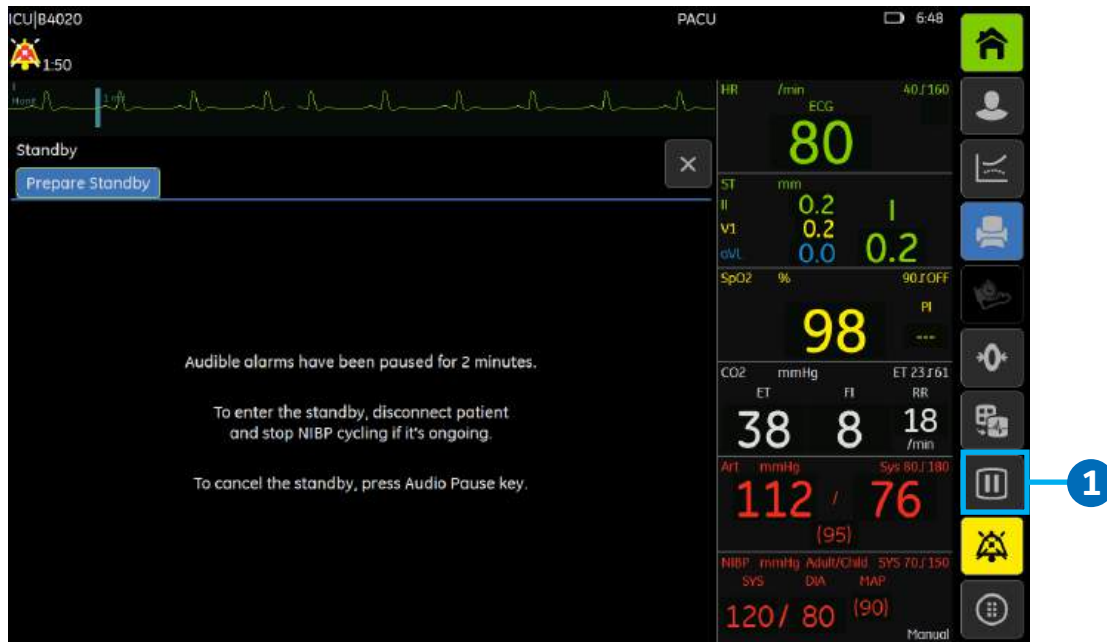 ICU|B4020
PACU
6:48
1:50
I
1 mV
HR /min 40 160
ECG
80
Standby
Prepare Standby
ST mm
II 0.2
V1 0.2
aVL 0.0
I
0.2
SpO2 % 90 OFF
PI
98
---
Audible alarms have been paused for 2 minutes.
To enter the standby, disconnect patient
and stop NIBP cycling if it's ongoing.
To cancel the standby, press Audio Pause key.
CO2 mmHg ET 23 61
ET FI RR
38 8 18
/min
Art mmHg Sys 80 180
112 / 76
(95)
NIBP mmHg Adult/Child SYS 70 150
SYS DIA MAP
120/ 80 (90)
Manual
0
1